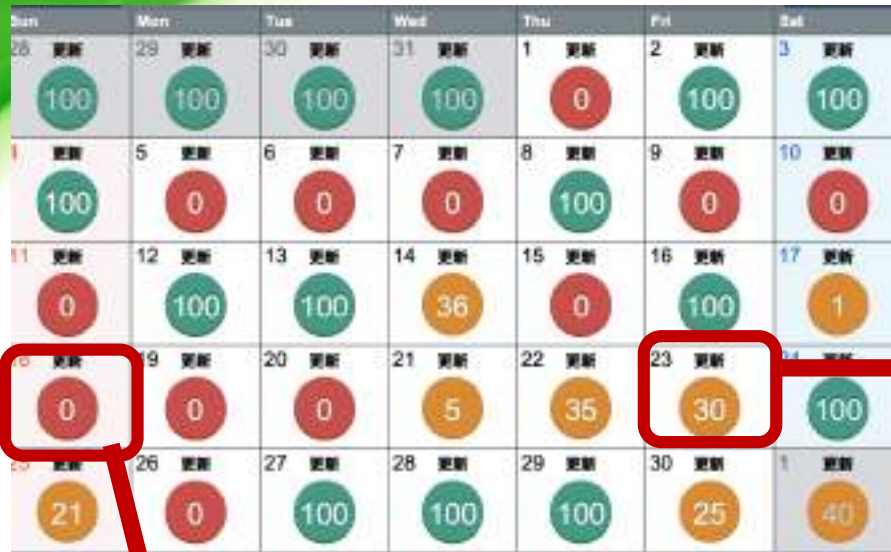 Sun Mon Tue Wed Thu Fri Sat
28 更新 29 更新 30 更新 31 更新 1 更新 2 更新 3 更新
100 100 100 100 0 100 100
更新 5 更新 6 更新 7 更新 8 更新 9 更新 10 更新
100 0 0 0 100 0 0
11 更新 12 更新 13 更新 14 更新 15 更新 16 更新 17 更新
0 100 100 36 0 100 1
18 更新 19 更新 20 更新 21 更新 22 更新 23 更新 24 更新
0 0 0 5 35 30 100
25 更新 26 更新 27 更新 28 更新 29 更新 30 更新 1 更新
21 0 100 100 100 25 40